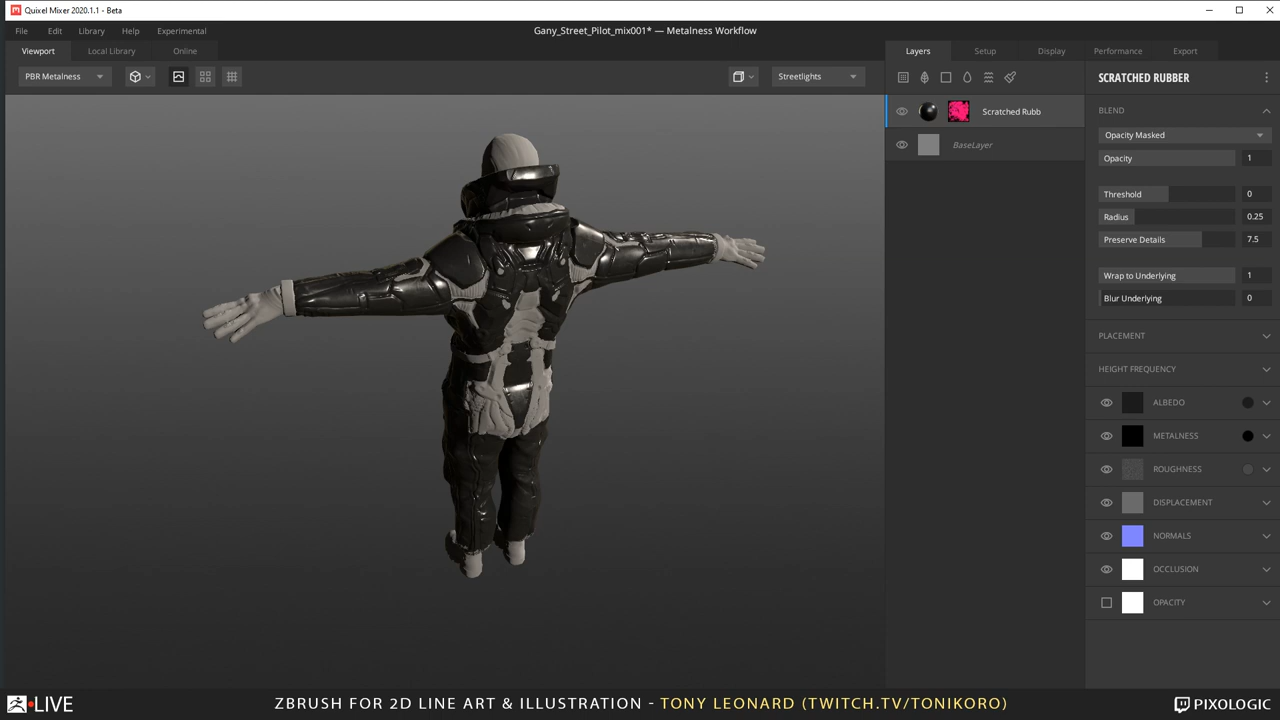 Quixel Mixer 2020.1.1 - Beta
File Edit Library Help Experimental
Gany_Street_Pilot_mix001* — Metalness Workflow
Viewport Local Library Online
Layers Setup Display Performance Export
PBR Metalness
Streetlights
SCRATCHED RUBBER
Scratched Rubb
BaseLayer
BLEND
Opacity Masked
Opacity 1
Threshold 0
Radius 0.25
Preserve Details 7.5
Wrap to Underlying 1
Blur Underlying 0
PLACEMENT
HEIGHT FREQUENCY
ALBEDO
METALNESS
ROUGHNESS
DISPLACEMENT
NORMALS
OCCLUSION
OPACITY
LIVE
ZBRUSH FOR 2D LINE ART & ILLUSTRATION - TONY LEONARD (TWITCH.TV/TONIKORO)
PIXOLOGIC